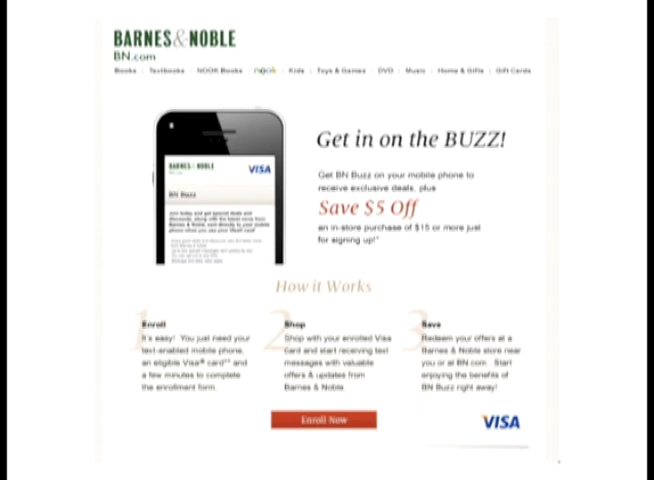 BARNES&NOBLE
BN.com
Books Textbooks NOOK Books nook Kids Toys & Games DVD Music Home & Gifts Gift Cards
Get in on the BUZZ!
BARNES & NOBLE VISA
BN Buzz
Get BN Buzz on your mobile phone to
receive exclusive deals, plus
Save $5 Off
an in-store purchase of $15 or more just
for signing up!*
How it Works
1 Enroll
It's easy! You just need your
text-enabled mobile phone,
an eligible Visa® card** and
a few minutes to complete
the enrollment form.
2 Shop
Shop with your enrolled Visa
card and start receiving text
messages with valuable
offers & updates from
Barnes & Noble.
3 Save
Redeem your offers at a
Barnes & Noble store near
you or at BN.com. Start
enjoying the benefits of
BN Buzz right away!
Enroll Now
VISA